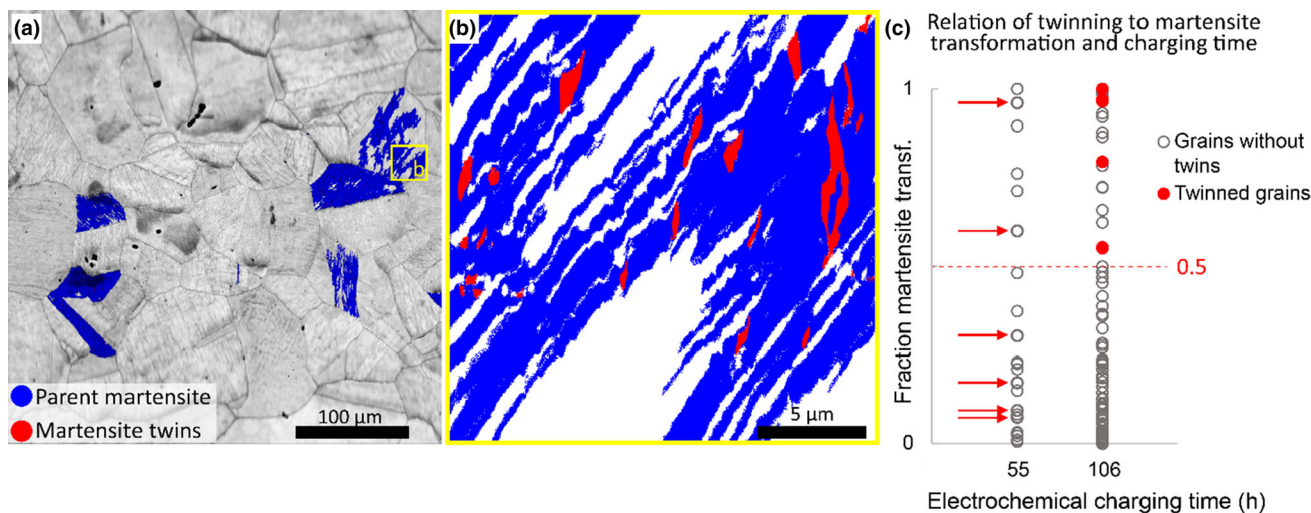 (a)
b
Parent martensite
Martensite twins
100 µm
(b)
5 µm
(c)
Relation of twinning to martensite
transformation and charging time
Fraction martensite transf.
1
0.5
0
55
106
Electrochemical charging time (h)
Grains without
twins
Twinned grains